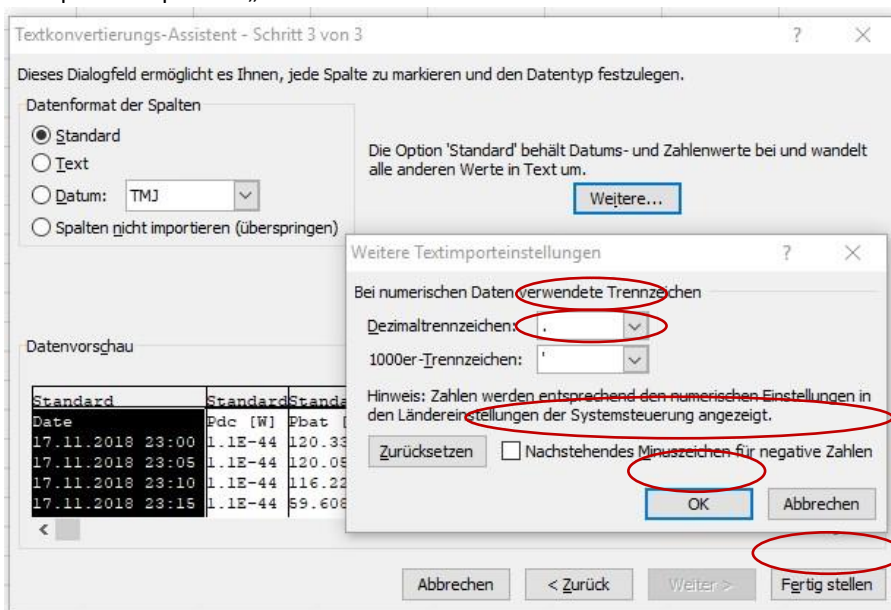 Textkonvertierungs-Assistent - Schritt 3 von 3
Dieses Dialogfeld ermöglicht es Ihnen, jede Spalte zu markieren und den Datentyp festzulegen.
Datenformat der Spalten
Standard
Text
Datum: TMJ
Spalten nicht importieren (überspringen)
Die Option 'Standard' behält Datums- und Zahlenwerte bei und wandelt
alle anderen Werte in Text um.
Weitere...
Weitere Textimporteinstellungen
Bei numerischen Daten verwendete Trennzeichen
Dezimaltrennzeichen: .
1000er-Trennzeichen: '
Hinweis: Zahlen werden entsprechend den numerischen Einstellungen in
den Ländereinstellungen der Systemsteuerung angezeigt.
Zurücksetzen
Nachstehendes Minuszeichen für negative Zahlen
OK
Abbrechen
Datenvorschau
Standard Standard Standa
Date Pdc [W] Pbat [
17.11.2018 23:00 1.1E-44 120.33
17.11.2018 23:05 1.1E-44 120.05
17.11.2018 23:10 1.1E-44 116.22
17.11.2018 23:15 1.1E-44 59.608
Abbrechen
< Zurück
Weiter >
Fertig stellen